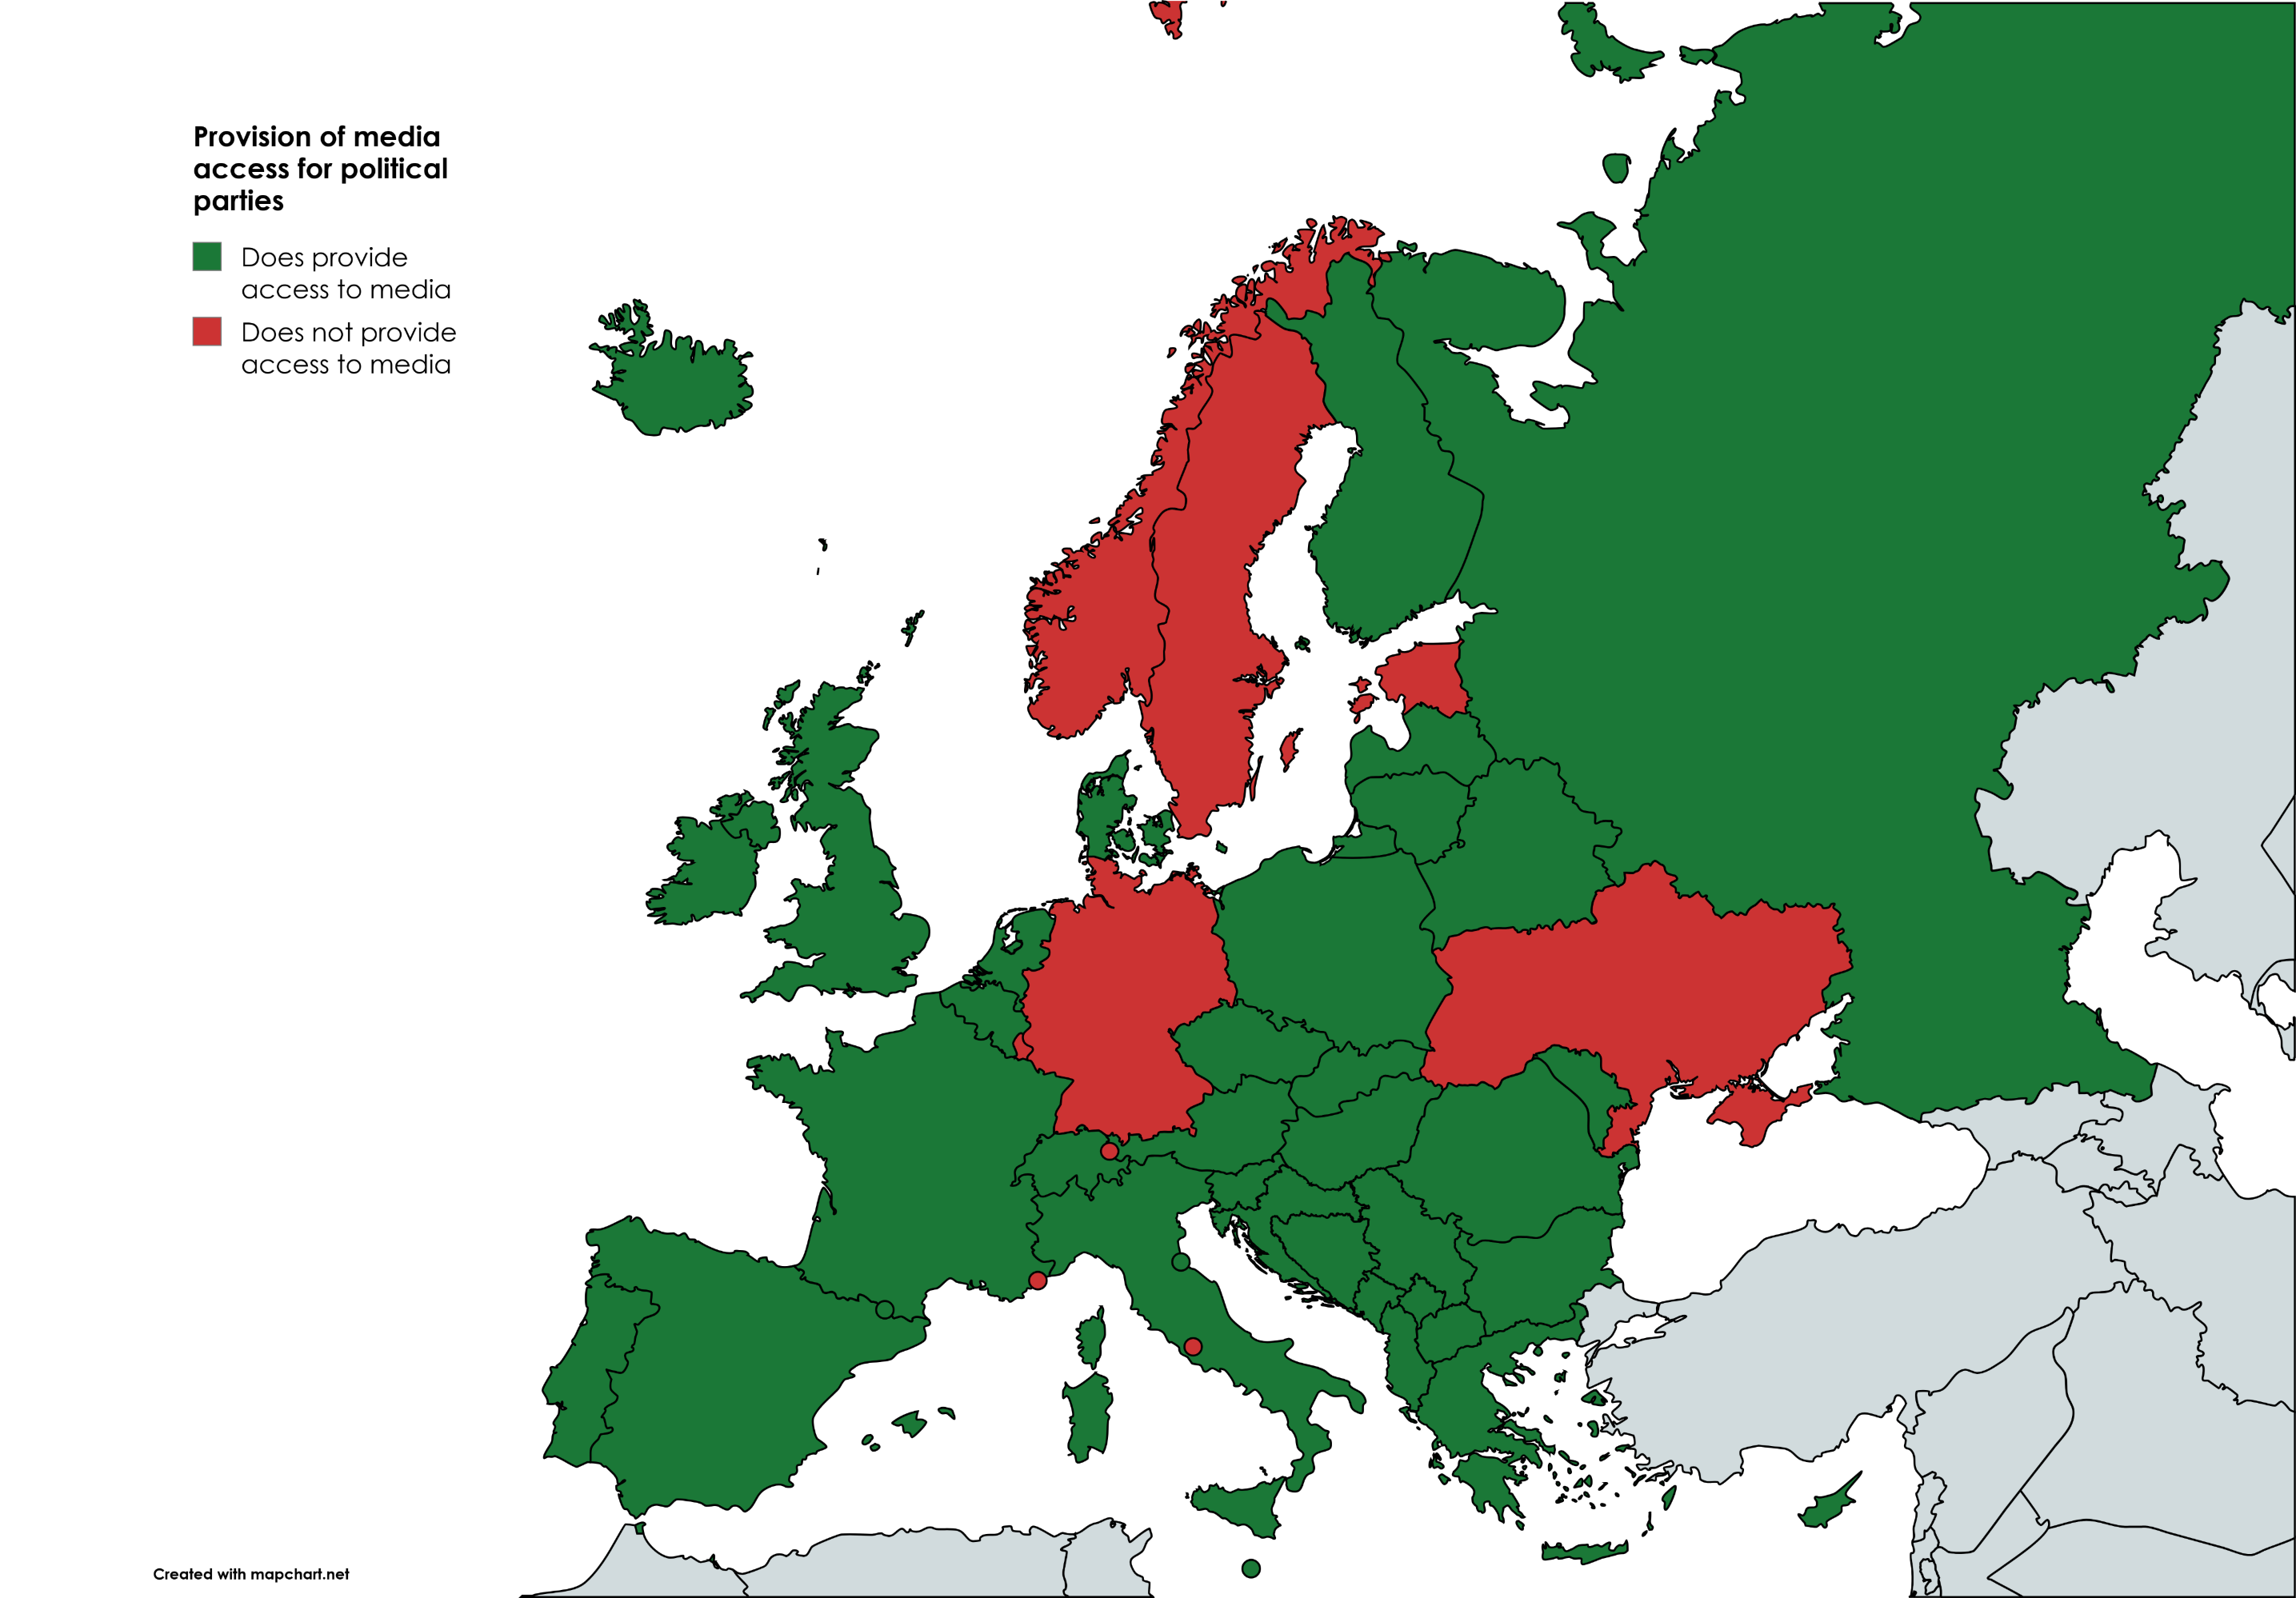 Provision of media
access for political
parties
Does provide
access to media
Does not provide
access to media
Created with mapchart.net